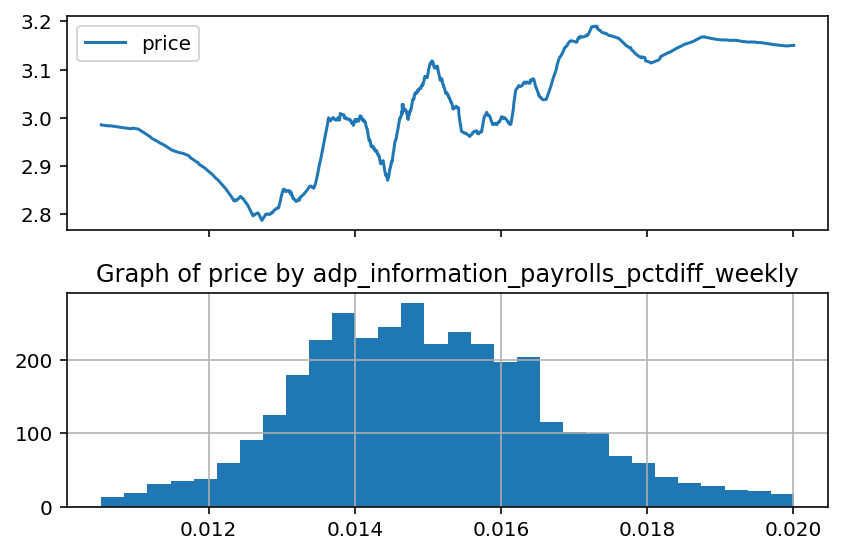 3.2
price
3.1
3.0
2.9
2.8
Graph of price by adp_information_payrolls_pctdiff_weekly
200
100
0
0.012 0.014 0.016 0.018 0.020